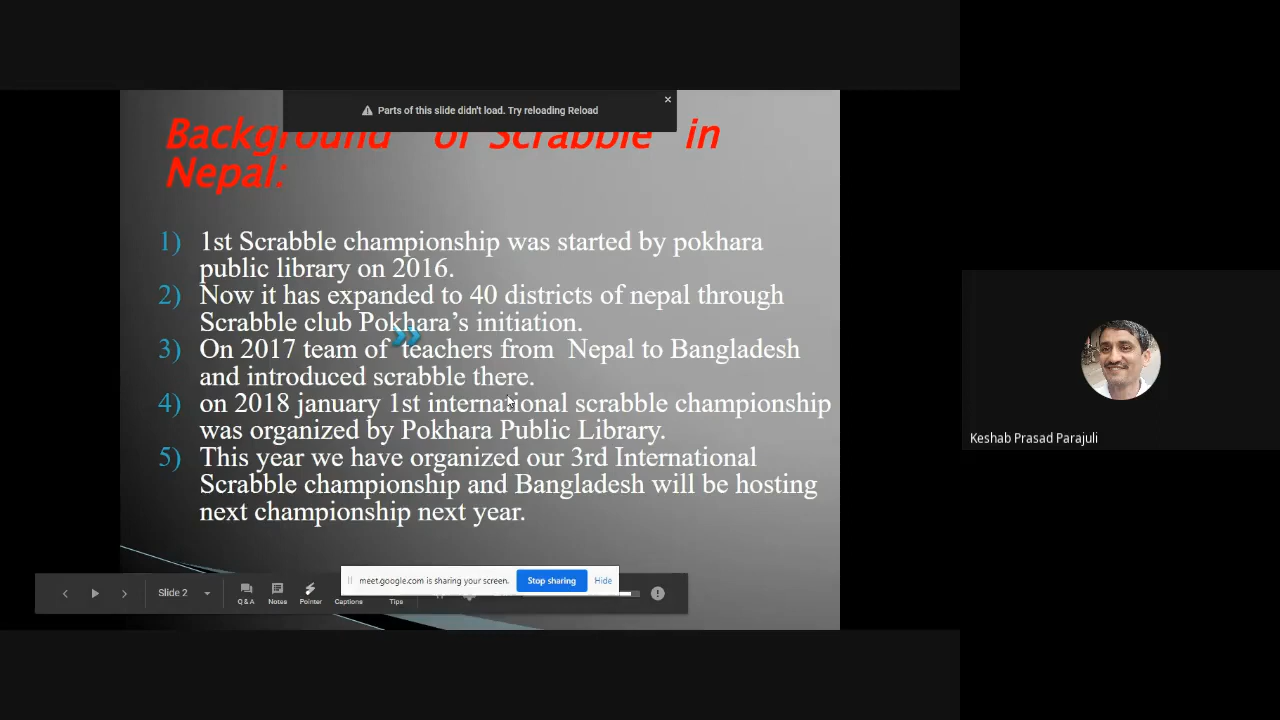 Parts of this slide didn't load. Try reloading Reload
Background of Scrabble in
Nepal:
1) 1st Scrabble championship was started by pokhara
public library on 2016.
2) Now it has expanded to 40 districts of nepal through
Scrabble club Pokhara's initiation.
3) On 2017 team of teachers from Nepal to Bangladesh
and introduced scrabble there.
4) on 2018 january 1st international scrabble championship
was organized by Pokhara Public Library.
5) This year we have organized our 3rd International
Scrabble championship and Bangladesh will be hosting
next championship next year.
Keshab Prasad Parajuli
meet.google.com is sharing your screen.
Stop sharing
Hide
Slide 2
Q & A
Notes
Pointer
Captions
Tips